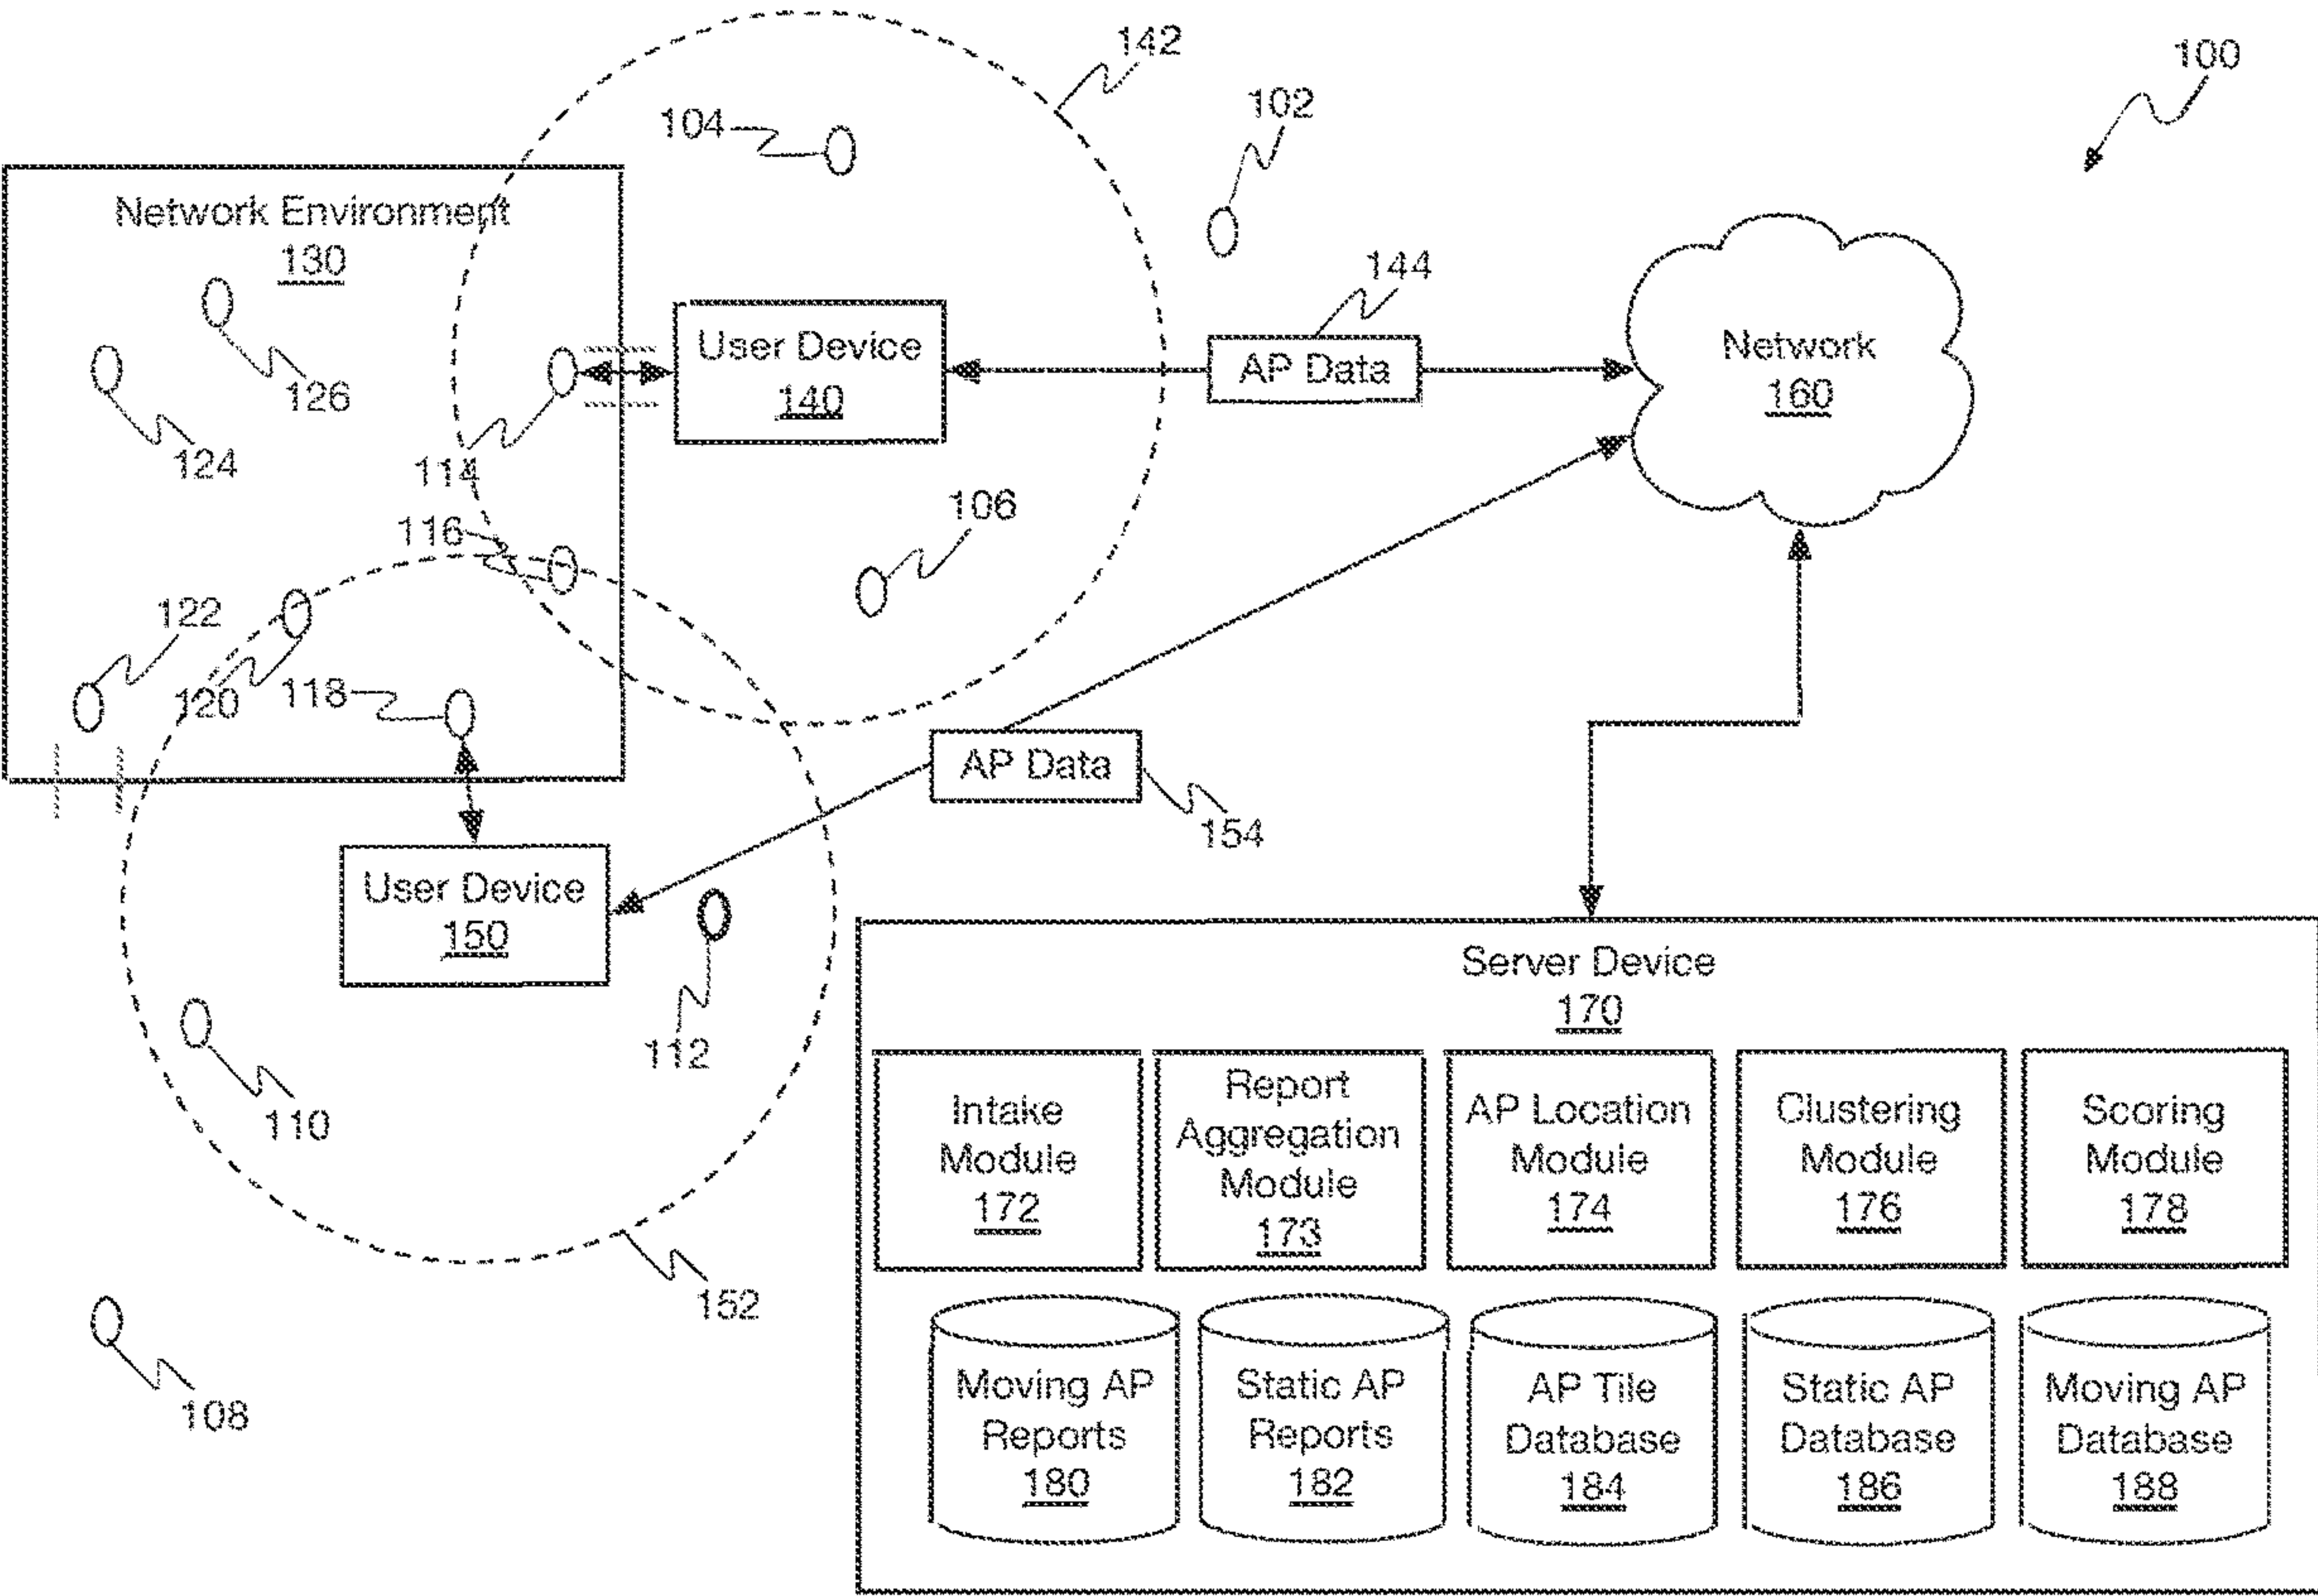 142
100
102
104
Network Environment
130
144
126
124
User Device
140
AP Data
Network
160
114
116
106
122
120
118
AP Data
154
User Device
150
112
110
152
108
Server Device
170
Intake
Module
172
Report
Aggregation
Module
173
AP Location
Module
174
Clustering
Module
176
Scoring
Module
178
Moving AP
Reports
180
Static AP
Reports
182
AP Tile
Database
184
Static AP
Database
186
Moving AP
Database
188